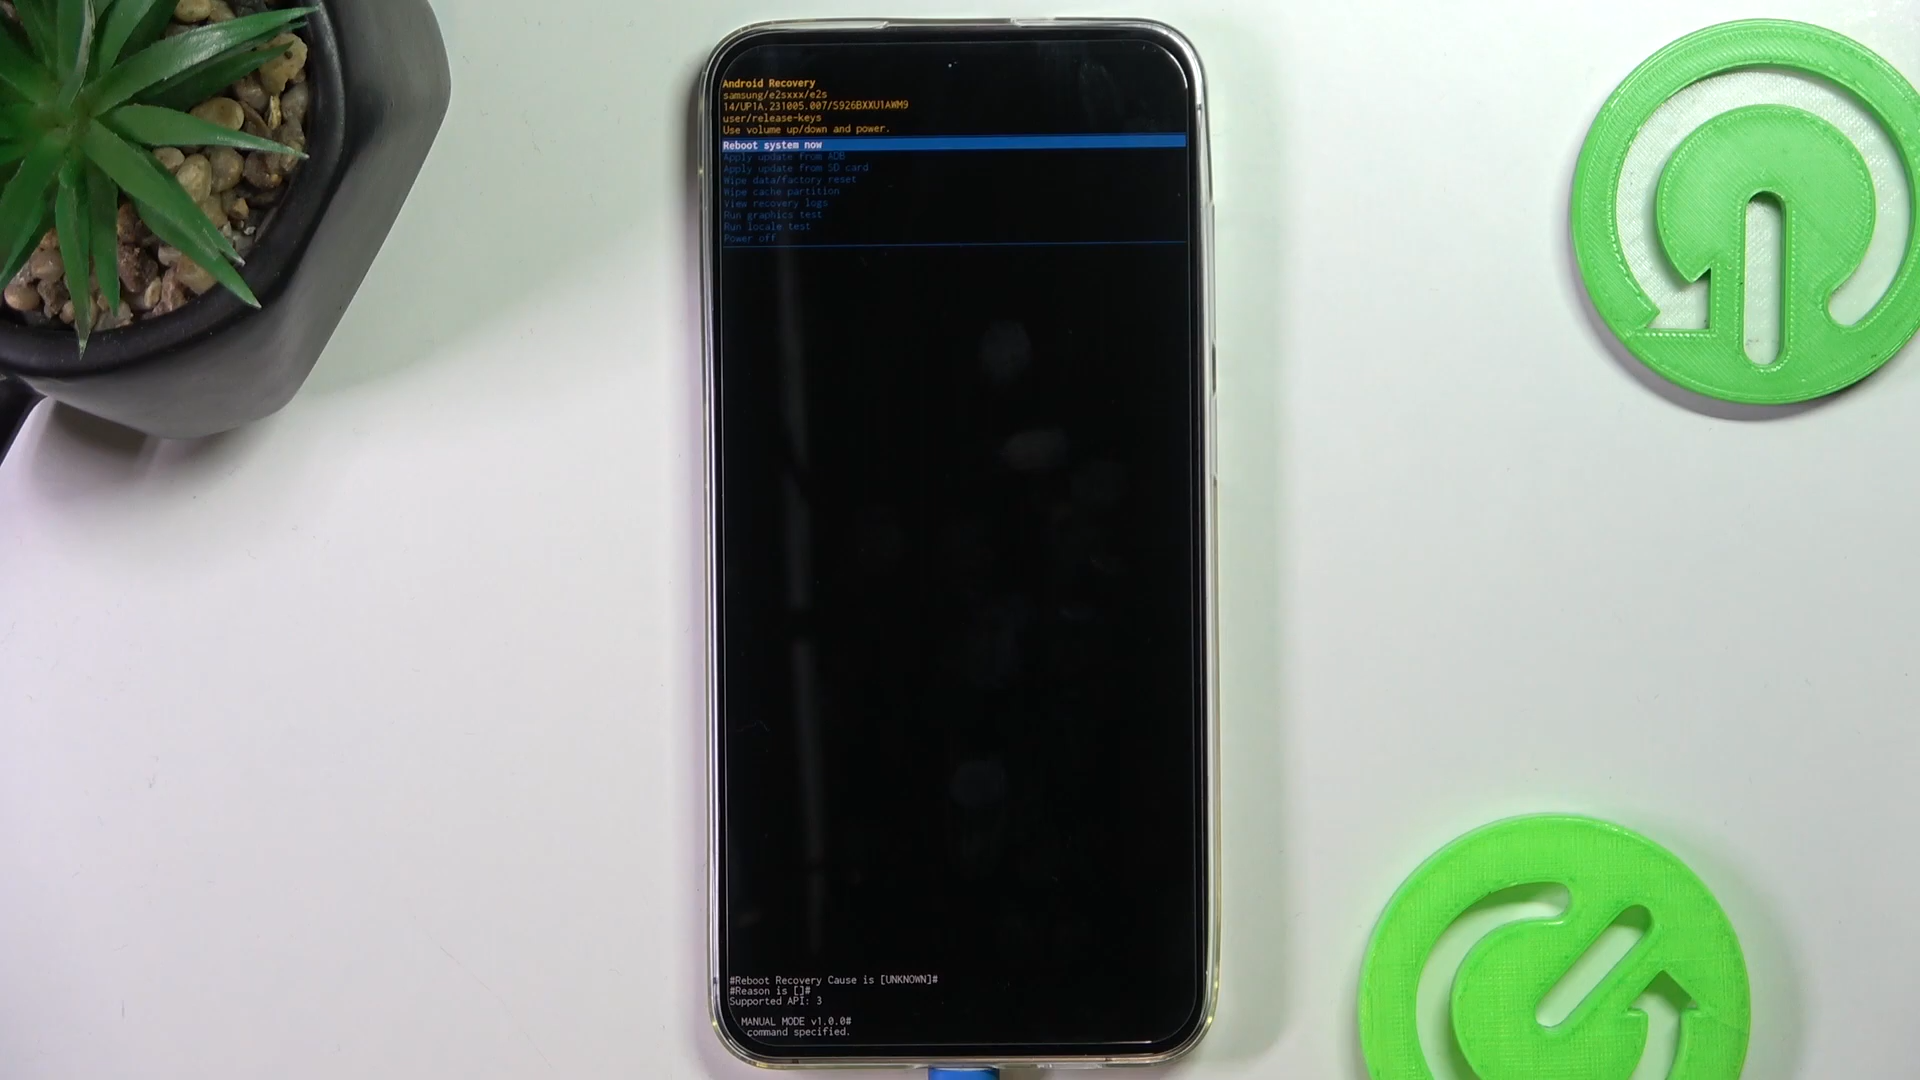 Android Recovery
samsung/e2sxxx/e2s
14/UP1A.231005.007/S926BXXU1AWM9
user/release-keys
Use volume up/down and power.
Reboot system now
Apply update from ADB
Apply update from SD card
Wipe data/factory reset
Wipe cache partition
View recovery logs
Run graphics test
Run locale test
Power off
#Reboot Recovery Cause is [UNKNOWN]#
#Reason is []#
Supported API: 3
MANUAL MODE v1.0.0#
command specified.